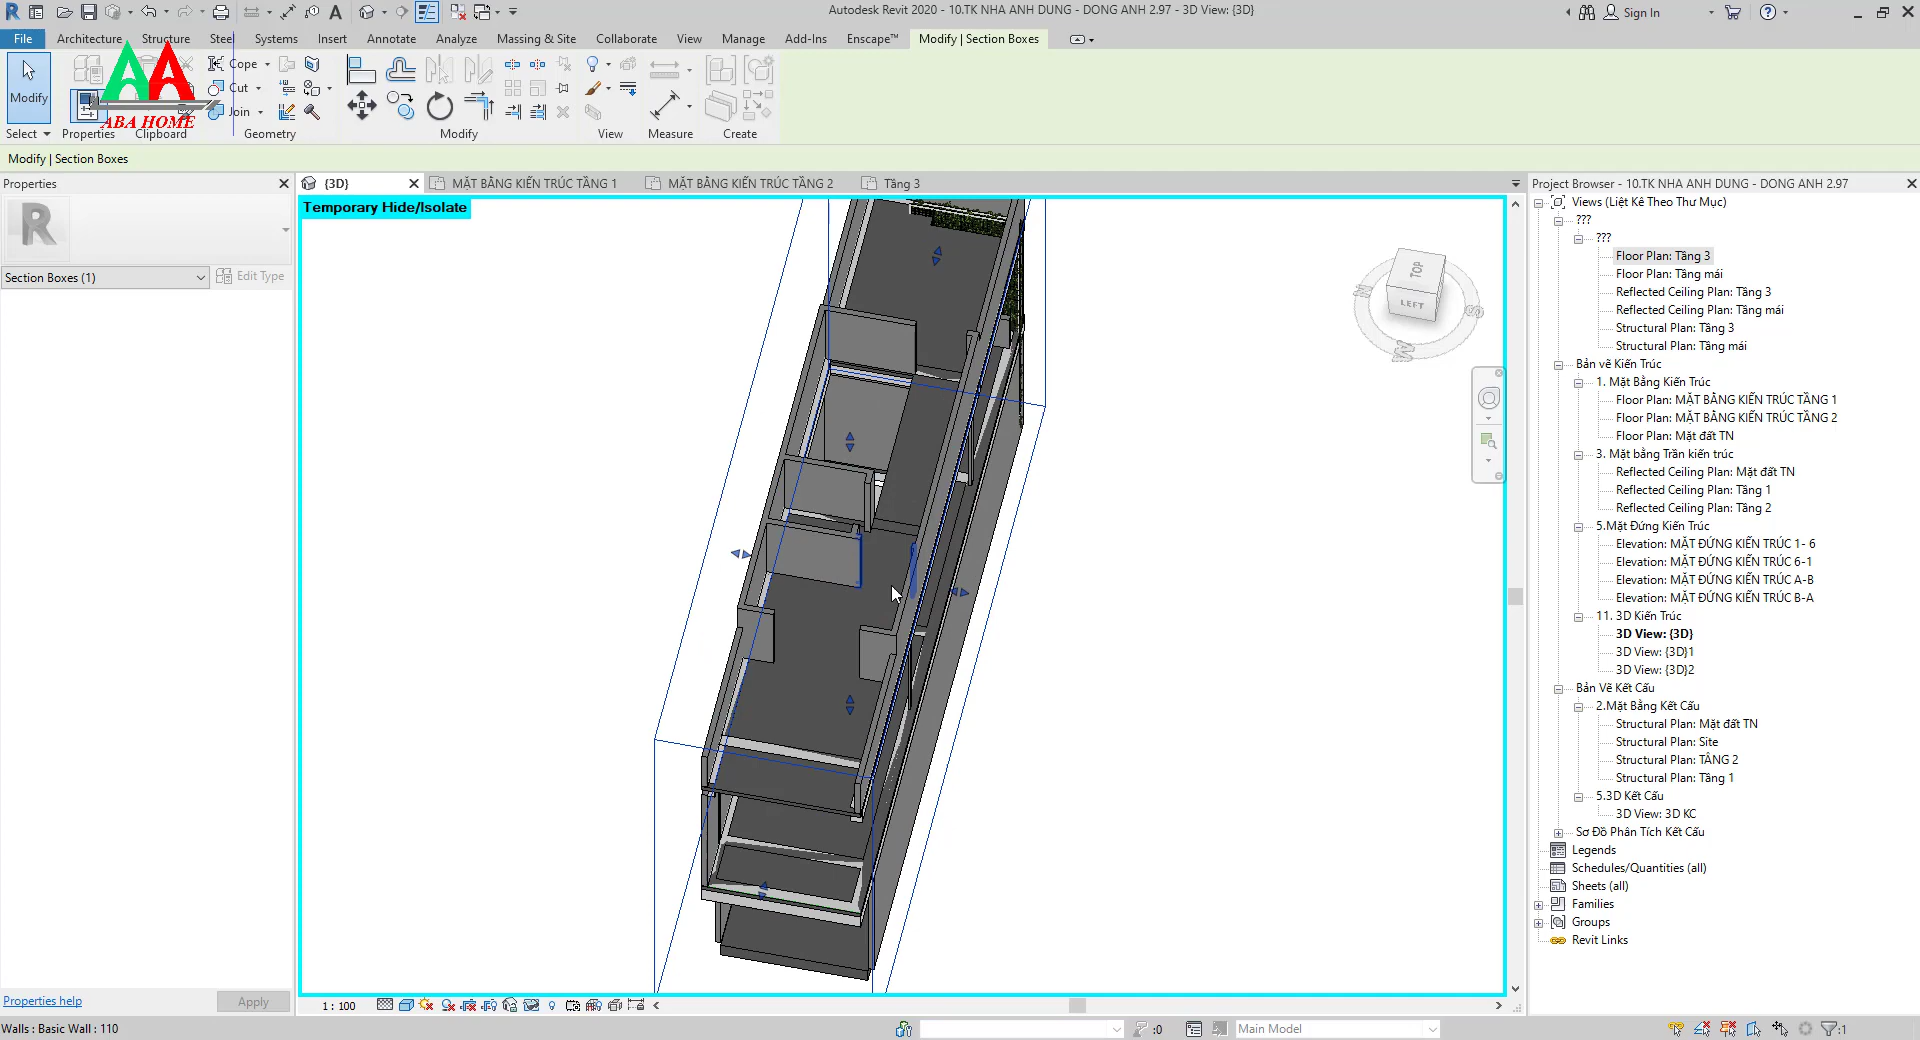 Autodesk Revit 2020 - 10.TK NHA ANH DUNG - DONG ANH 2.97 - 3D View: {3D}
Sign In
File
Architecture
Structure
Steel
Systems
Insert
Annotate
Analyze
Massing & Site
Collaborate
View
Manage
Add-Ins
Enscape™
Modify | Section Boxes
Modify
Cope
Cut
Join
AA
ABA HOME
Select
Properties
Clipboard
Geometry
Modify
View
Measure
Create
Modify | Section Boxes
Properties
{3D}
MẶT BẰNG KIẾN TRÚC TẦNG 1
MẶT BẰNG KIẾN TRÚC TẦNG 2
Tầng 3
Project Browser - 10.TK NHA ANH DUNG - DONG ANH 2.97
R
Section Boxes (1)
Edit Type
Temporary Hide/Isolate
TOP
LEFT
Views (Liệt Kê Theo Thư Mục)
???
???
Floor Plan: Tầng 3
Floor Plan: Tầng mái
Reflected Ceiling Plan: Tầng 3
Reflected Ceiling Plan: Tầng mái
Structural Plan: Tầng 3
Structural Plan: Tầng mái
Bản vẽ Kiến Trúc
1. Mặt Bằng Kiến Trúc
Floor Plan: MẶT BẰNG KIẾN TRÚC TẦNG 1
Floor Plan: MẶT BẰNG KIẾN TRÚC TẦNG 2
Floor Plan: Mặt đất TN
3. Mặt bằng Trần kiến trúc
Reflected Ceiling Plan: Mặt đất TN
Reflected Ceiling Plan: Tầng 1
Reflected Ceiling Plan: Tầng 2
5.Mặt Đứng Kiến Trúc
Elevation: MẶT ĐỨNG KIẾN TRÚC 1- 6
Elevation: MẶT ĐỨNG KIẾN TRÚC 6-1
Elevation: MẶT ĐỨNG KIẾN TRÚC A-B
Elevation: MẶT ĐỨNG KIẾN TRÚC B-A
11. 3D Kiến Trúc
3D View: {3D}
3D View: {3D}1
3D View: {3D}2
Bản Vẽ Kết Cấu
2.Mặt Bằng Kết Cấu
Structural Plan: Mặt đất TN
Structural Plan: Site
Structural Plan: TẦNG 2
Structural Plan: Tầng 1
5.3D Kết Cấu
3D View: 3D KC
Sơ Đồ Phân Tích Kết Cấu
Legends
Schedules/Quantities (all)
Sheets (all)
Families
Groups
Revit Links
Properties help
Apply
1 : 100
Walls : Basic Wall : 110
:0
Main Model
:1